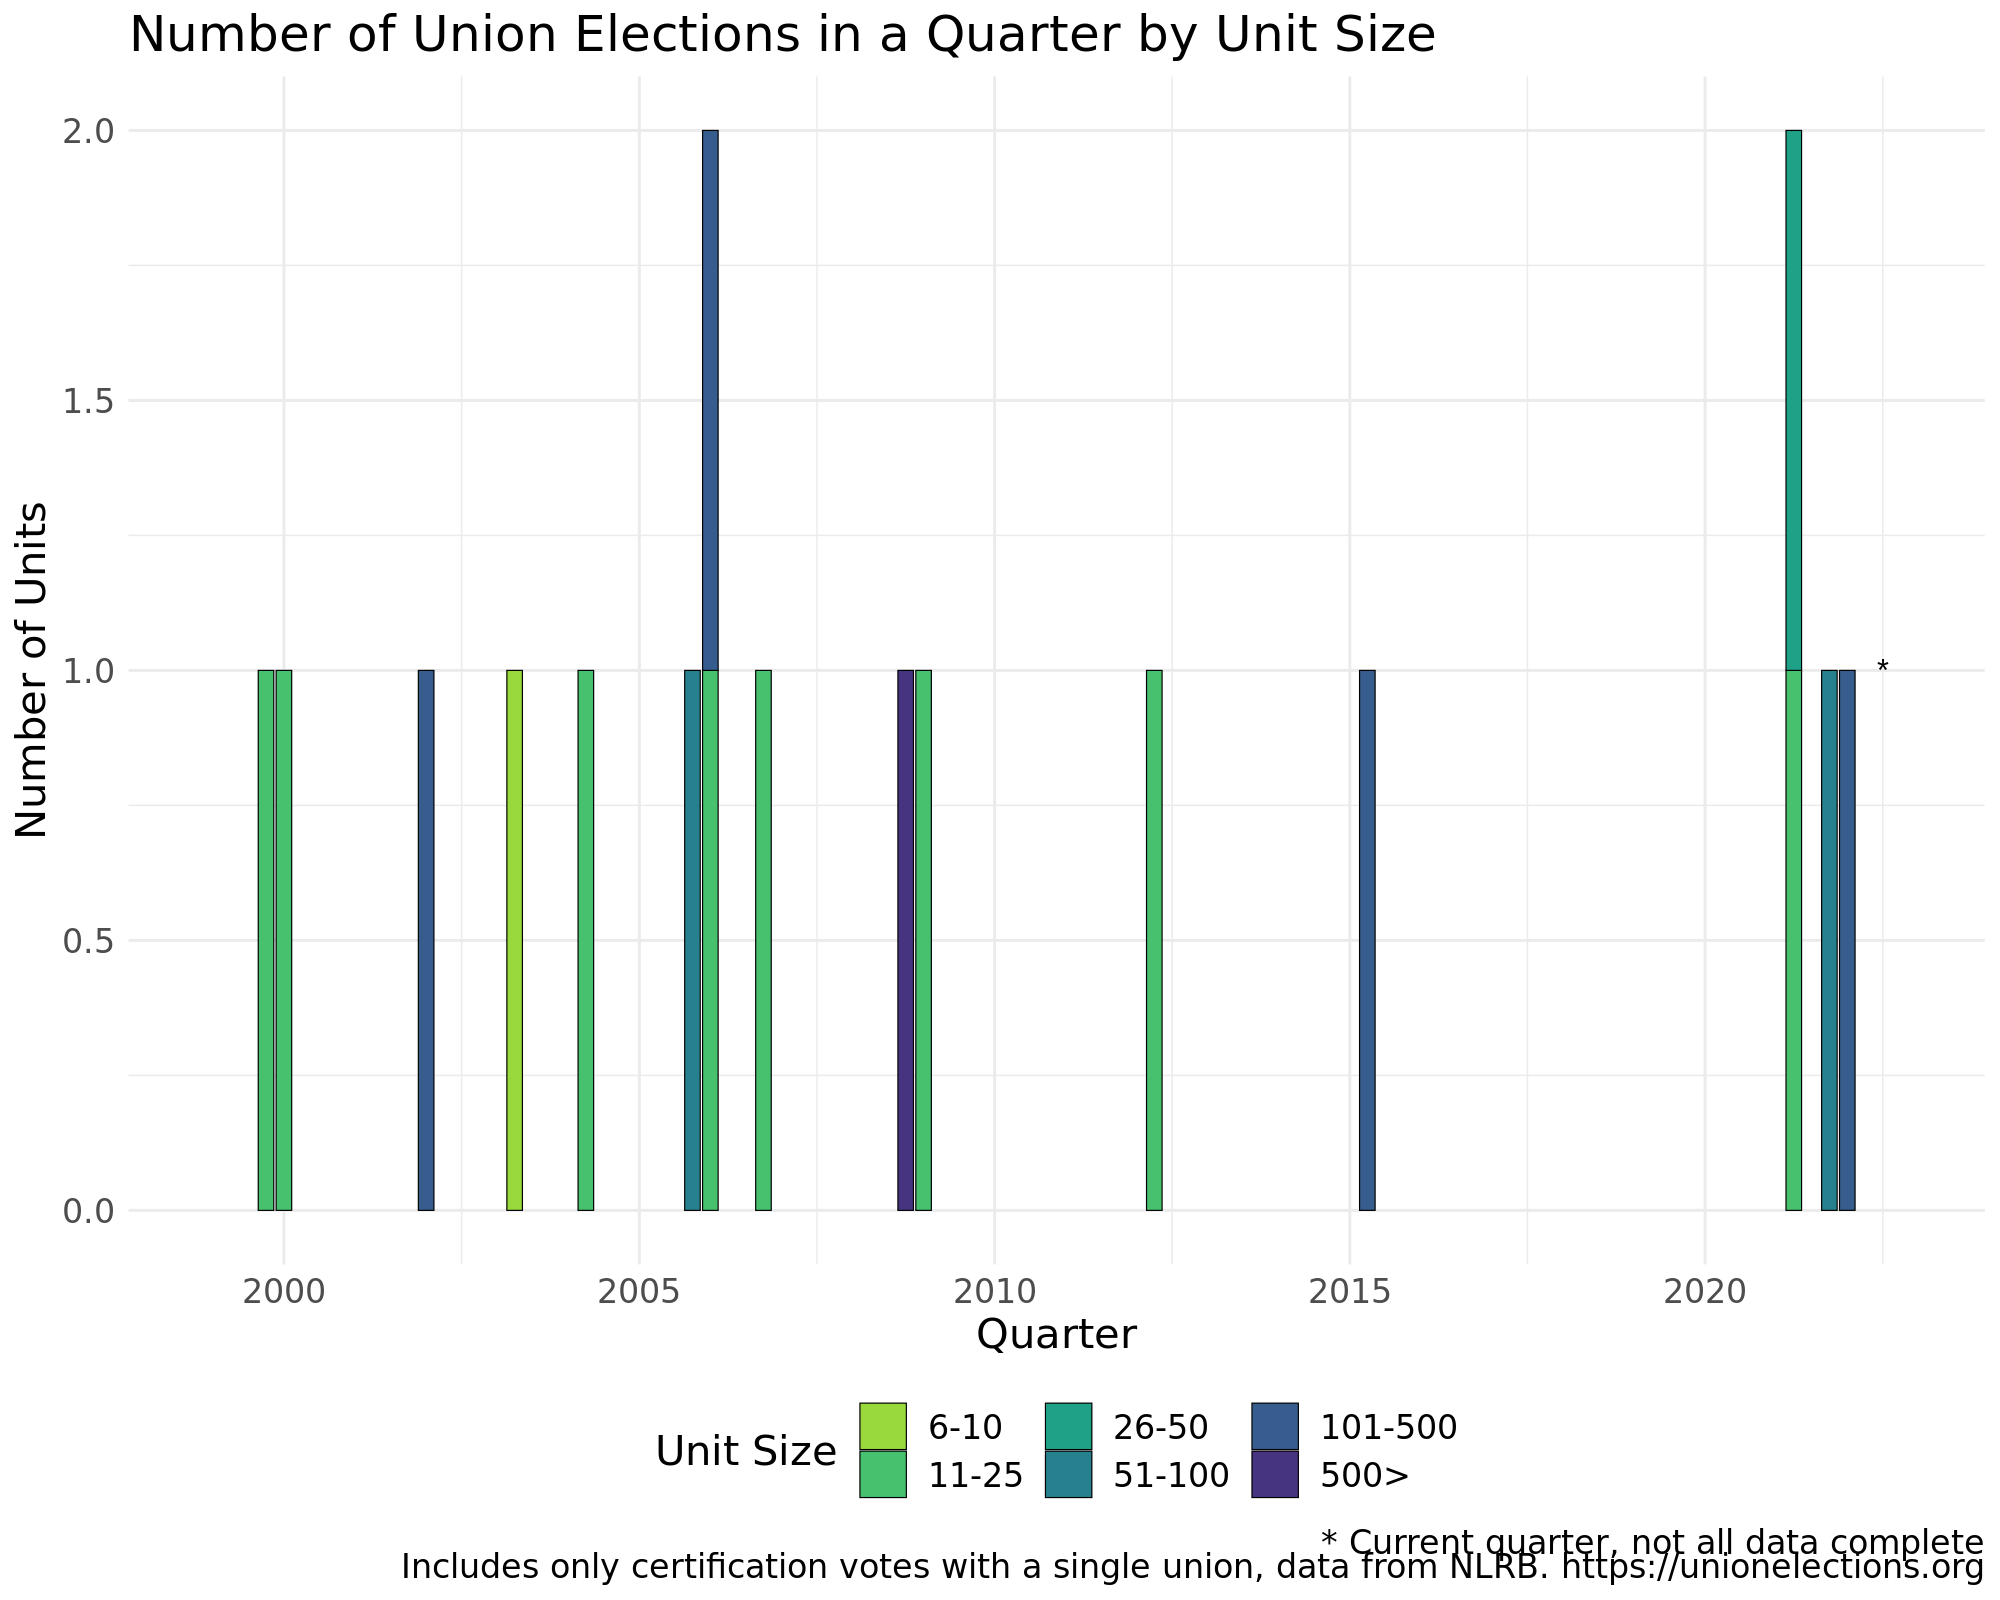 Number of Union Elections in a Quarter by Unit Size
Number of Units
2.0
1.5
1.0
0.5
0.0
*
2000 2005 2010 2015 2020
Quarter
Unit Size
6-10 26-50 101-500
11-25 51-100 500>
* Current quarter, not all data complete
Includes only certification votes with a single union, data from NLRB. https://unionelections.org